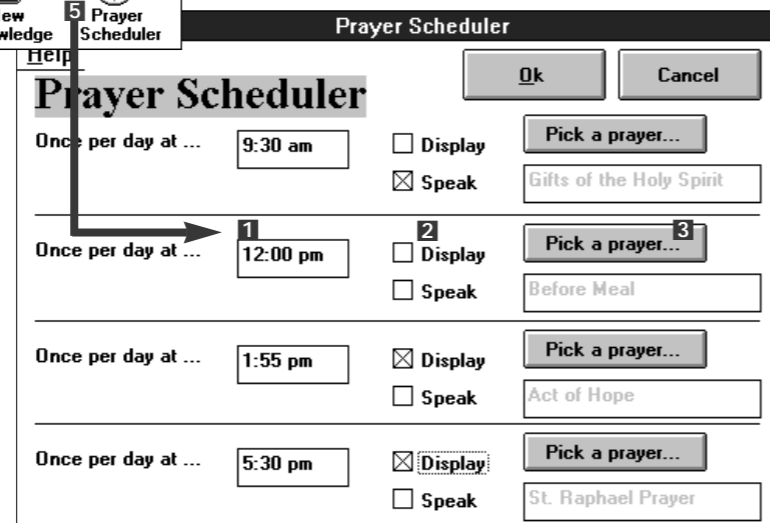 ew 5 Prayer
wledge Scheduler
Prayer Scheduler
Help
Ok Cancel
Prayer Scheduler
Once per day at ... 9:30 am Display Pick a prayer...
Speak Gifts of the Holy Spirit
1 2 3
Once per day at ... 12:00 pm Display Pick a prayer...
Speak Before Meal
Once per day at ... 1:55 pm Display Pick a prayer...
Speak Act of Hope
Once per day at ... 5:30 pm Display Pick a prayer...
Speak St. Raphael Prayer